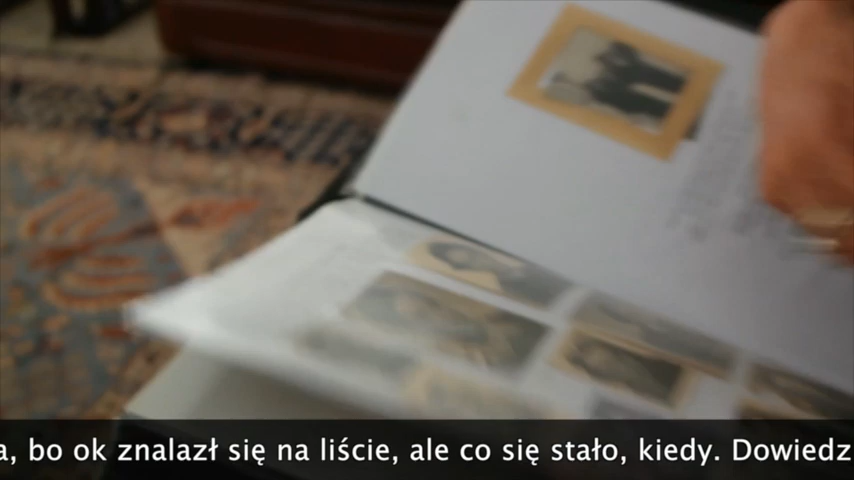 a, bo ok znalazł się na liście, ale co się stało, kiedy. Dowiedz